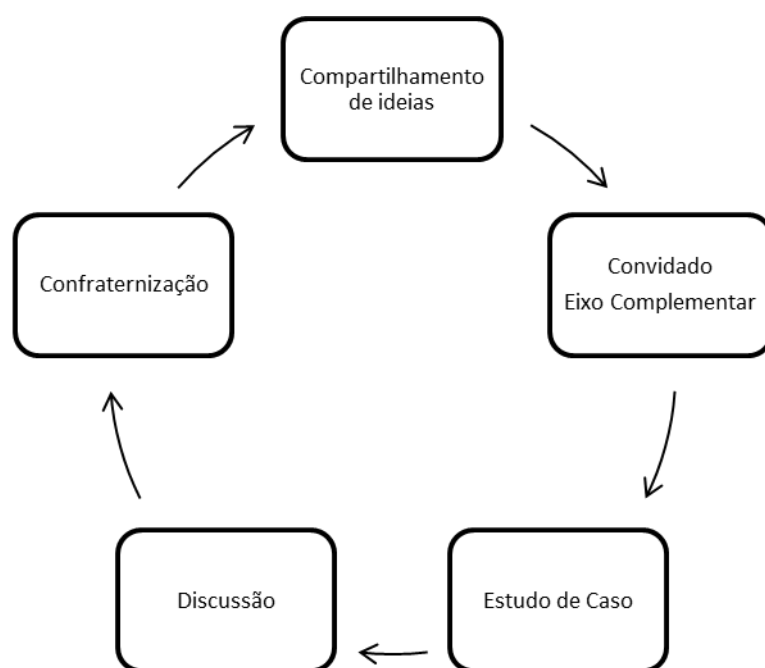 Compartilhamento
de ideias
Convidado
Eixo Complementar
Estudo de Caso
Discussão
Confraternização